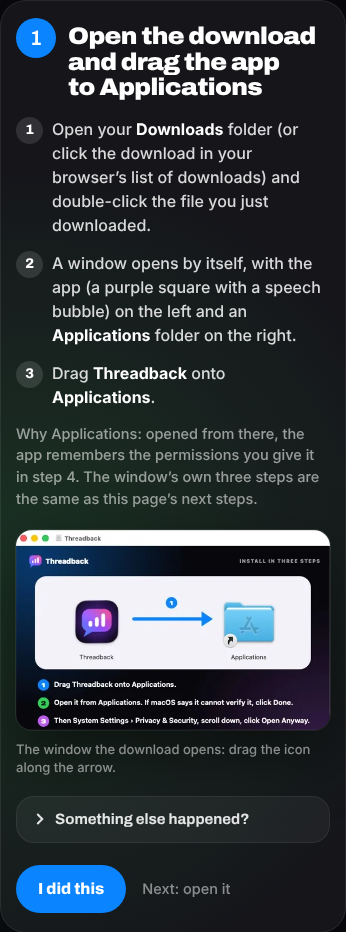 1
Open the download
and drag the app
to Applications
1
Open your Downloads folder (or
click the download in your
browser's list of downloads) and
double-click the file you just
downloaded.
2
A window opens by itself, with the
app (a purple square with a speech
bubble) on the left and an
Applications folder on the right.
3
Drag Threadback onto
Applications.
Why Applications: opened from there, the
app remembers the permissions you give it
in step 4. The window's own three steps are
the same as this page's next steps.
Threadback
Threadback
INSTALL IN THREE STEPS
1
Threadback
Applications
1 Drag Threadback onto Applications.
2 Open it from Applications. If macOS says it cannot verify it, click Done.
3 Then System Settings › Privacy & Security, scroll down, click Open Anyway.
The window the download opens: drag the icon
along the arrow.
Something else happened?
I did this
Next: open it